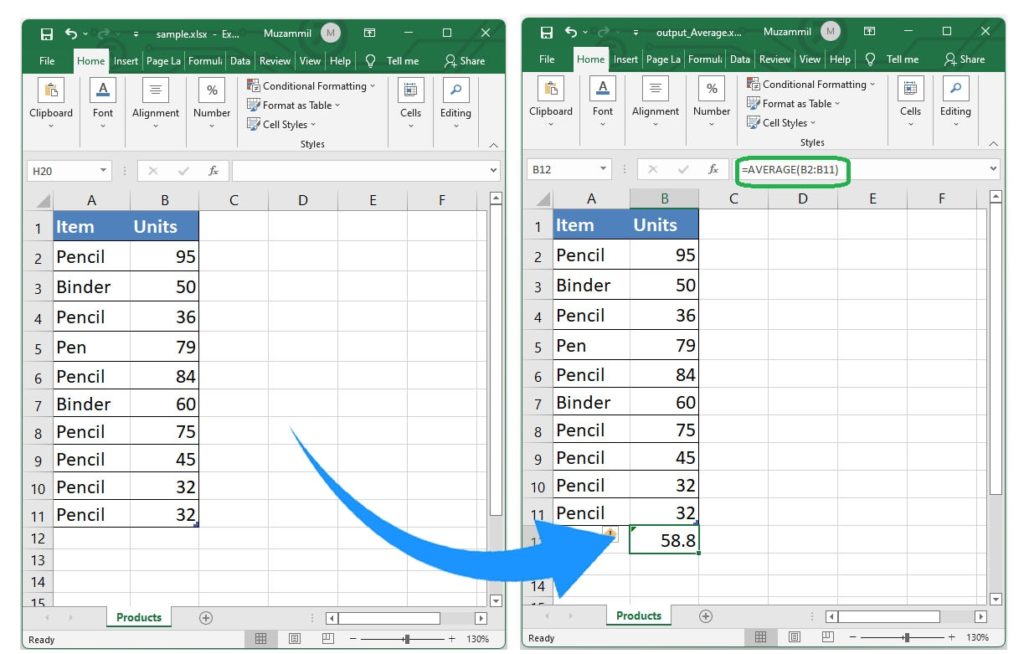 sample.xlsx - Ex... Muzammil M
File Home Insert Page La Formul Data Review View Help Tell me Share
Clipboard Font Alignment Number Conditional Formatting Format as Table Cell Styles Cells Editing
%
Styles
H20 fx
A B C D E F
1 Item Units
2 Pencil 95
3 Binder 50
4 Pencil 36
5 Pen 79
6 Pencil 84
7 Binder 60
8 Pencil 75
9 Pencil 45
10 Pencil 32
11 Pencil 32
12
13
14
15
Products
Ready 130%
output_Average.x... Muzammil M
File Home Insert Page La Formul Data Review View Help Tell me Share
Clipboard Font Alignment Number Conditional Formatting Format as Table Cell Styles Cells Editing
%
Styles
B12 fx =AVERAGE(B2:B11)
A B C D E F
1 Item Units
2 Pencil 95
3 Binder 50
4 Pencil 36
5 Pen 79
6 Pencil 84
7 Binder 60
8 Pencil 75
9 Pencil 45
10 Pencil 32
11 Pencil 32
58.8
14
Products
Ready 130%